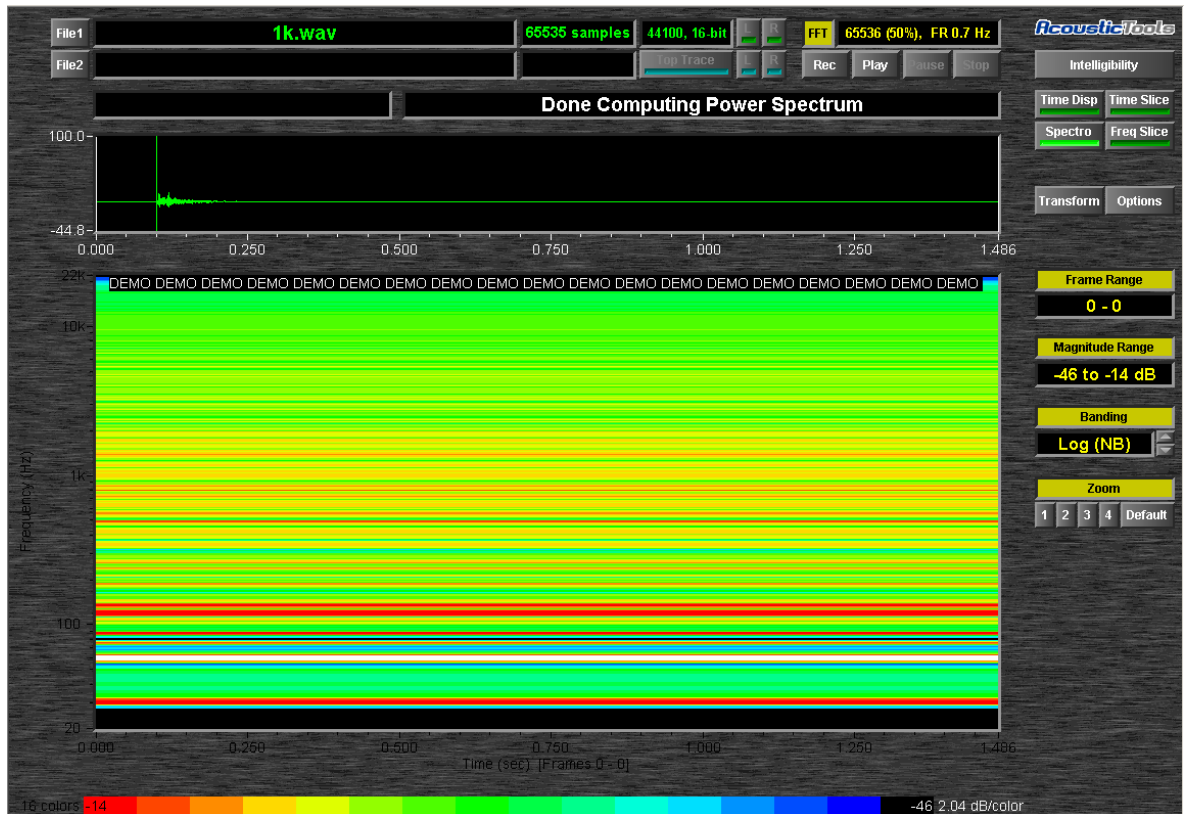 File1 1k.wav 65535 samples 44100, 16-bit L R FFT 65536 (50%), FR 0.7 Hz AcousticTools
File2 Top Trace L R Rec Play Pause Stop Intelligibility
Done Computing Power Spectrum
Time Disp Time Slice
Spectro Freq Slice
100.0
-44.8
0.000 0.250 0.500 0.750 1.000 1.250 1.486
Transform Options
22k
DEMO DEMO DEMO DEMO DEMO DEMO DEMO DEMO DEMO DEMO DEMO DEMO DEMO DEMO DEMO DEMO DEMO DEMO DEMO
10k
1k
100
20
Frequency (Hz)
0.000 0.250 0.500 0.750 1.000 1.250 1.486
Time (sec) [Frames 0 - 0]
Frame Range
0 - 0
Magnitude Range
-46 to -14 dB
Banding
Log (NB)
Zoom
1 2 3 4 Default
16 colors -14 -46 2.04 dB/color